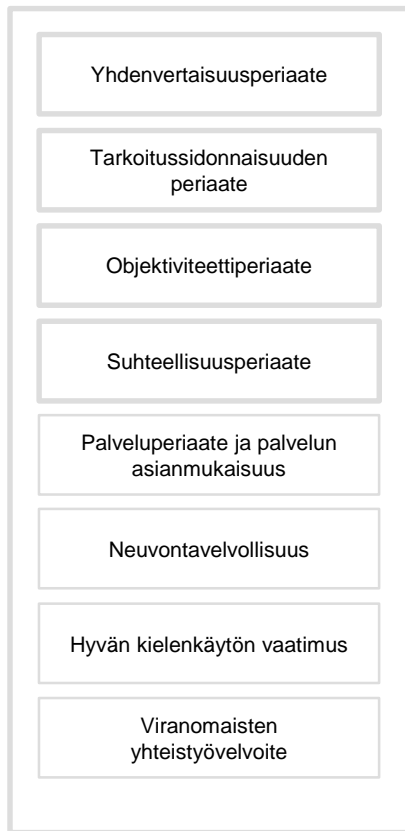 Yhdenvertaisuusperiaate
Tarkoitussidonnaisuuden
periaate
Objektiviteettiperiaate
Suhteellisuusperiaate
Palveluperiaate ja palvelun
asianmukaisuus
Neuvontavelvollisuus
Hyvän kielenkäytön vaatimus
Viranomaisten
yhteistyövelvoite